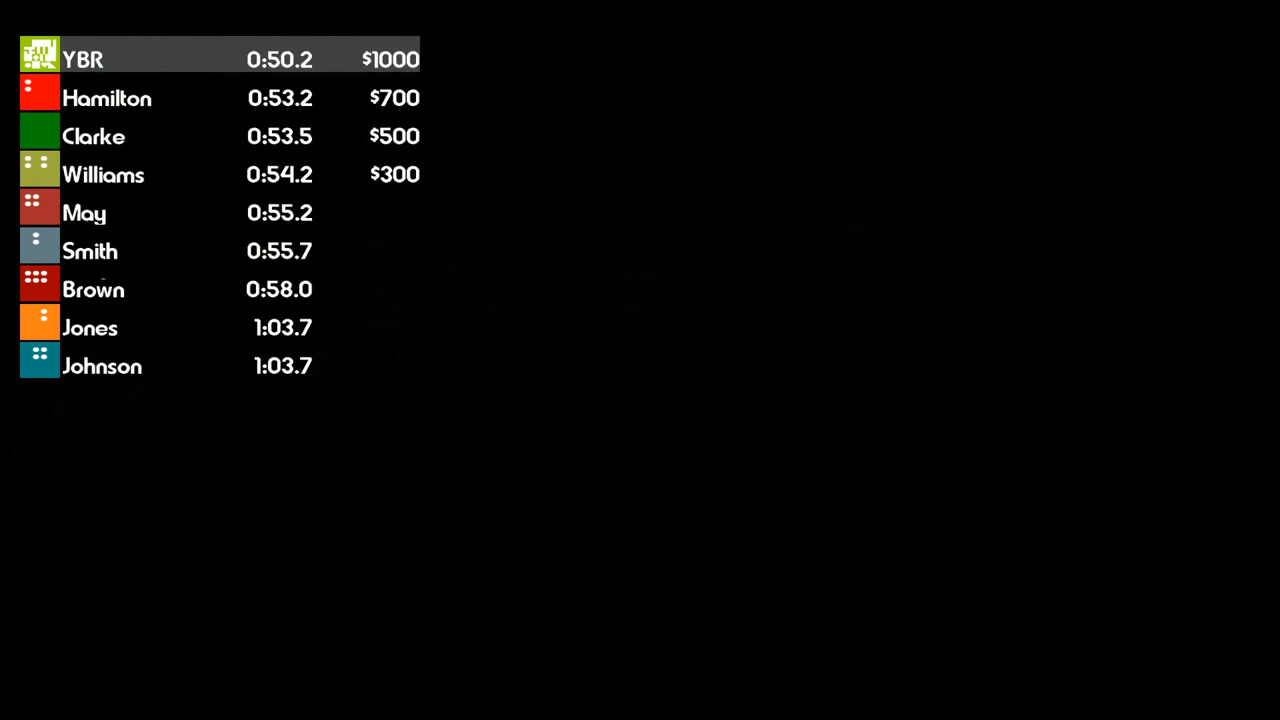 YBR 0:50.2 $1000
Hamilton 0:53.2 $700
Clarke 0:53.5 $500
Williams 0:54.2 $300
May 0:55.2
Smith 0:55.7
Brown 0:58.0
Jones 1:03.7
Johnson 1:03.7